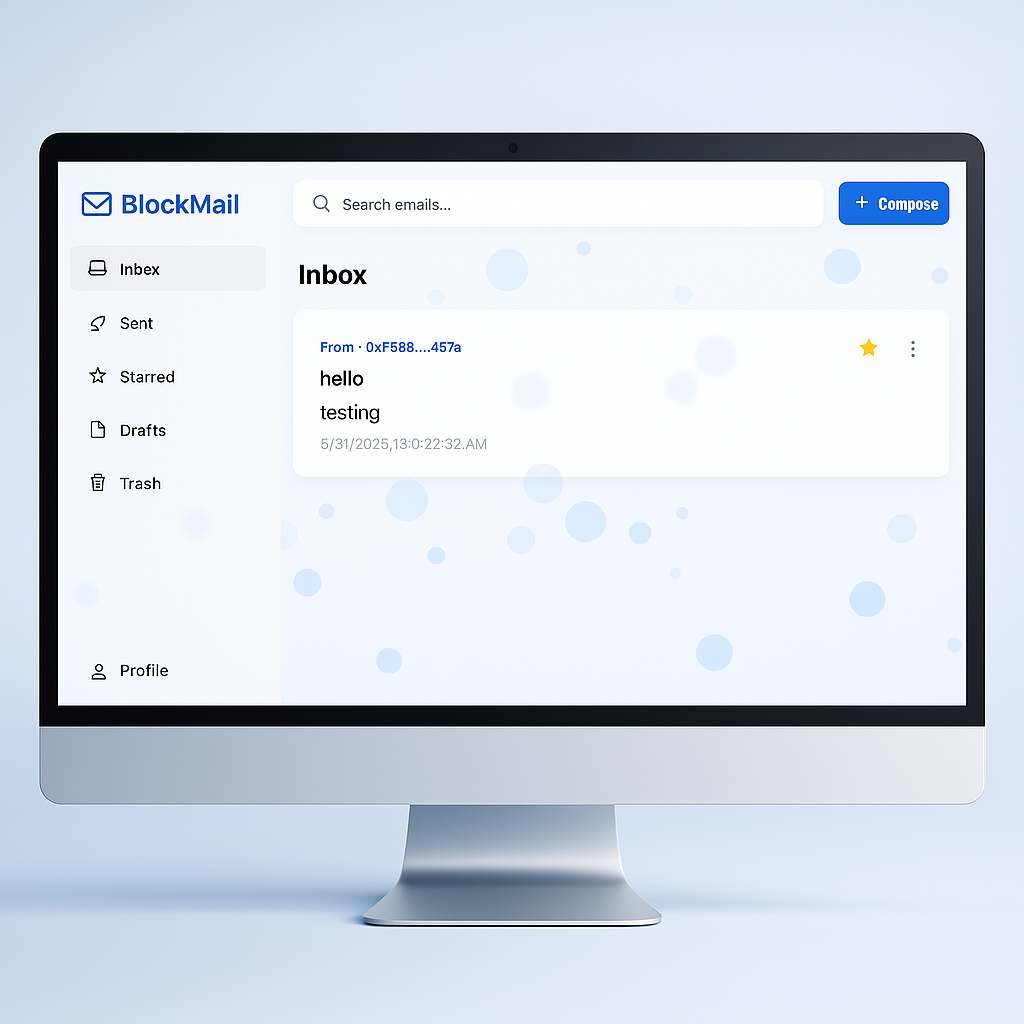 BlockMail
Search emails...
+ Compose
Inbex
Sent
Starred
Drafts
Trash
Profile
Inbox
From · 0xF588....457a
hello
testing
5/31/2025,13:0:22:32.AM